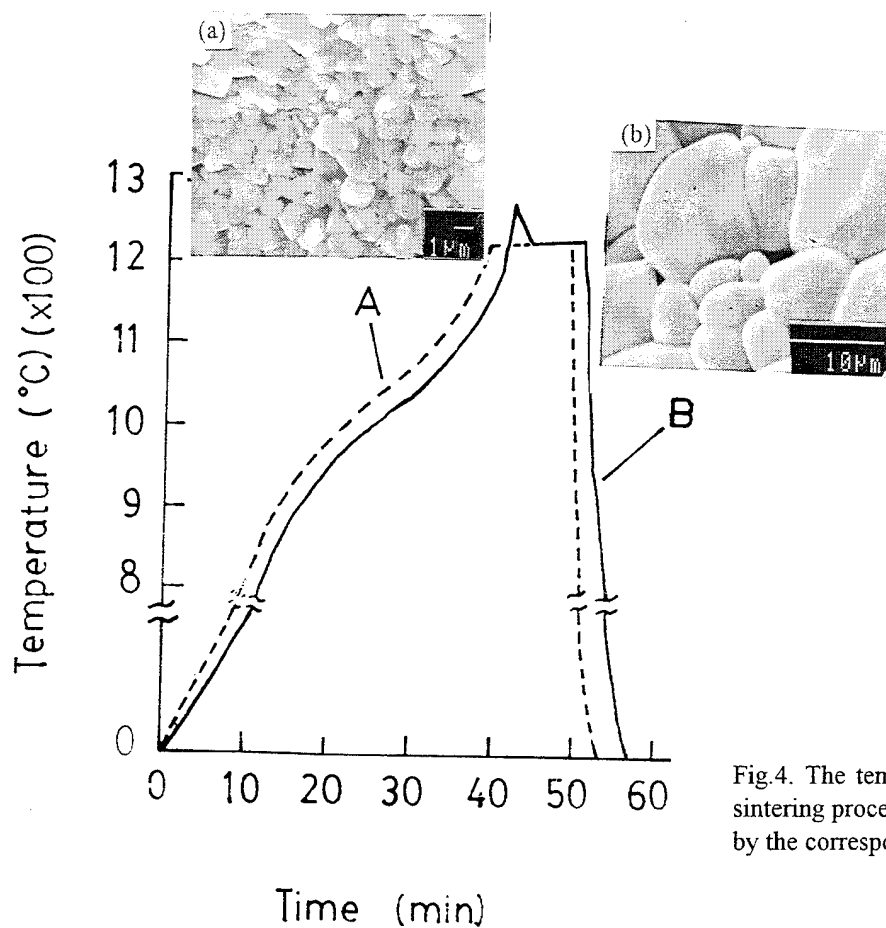 (a)
1μm
(b)
10μm
Temperature (°C) (x100)
13
12
11
10
9
8
0
A
B
0 10 20 30 40 50 60
Time (min)
Fig.4. The tem
sintering proce
by the correspo